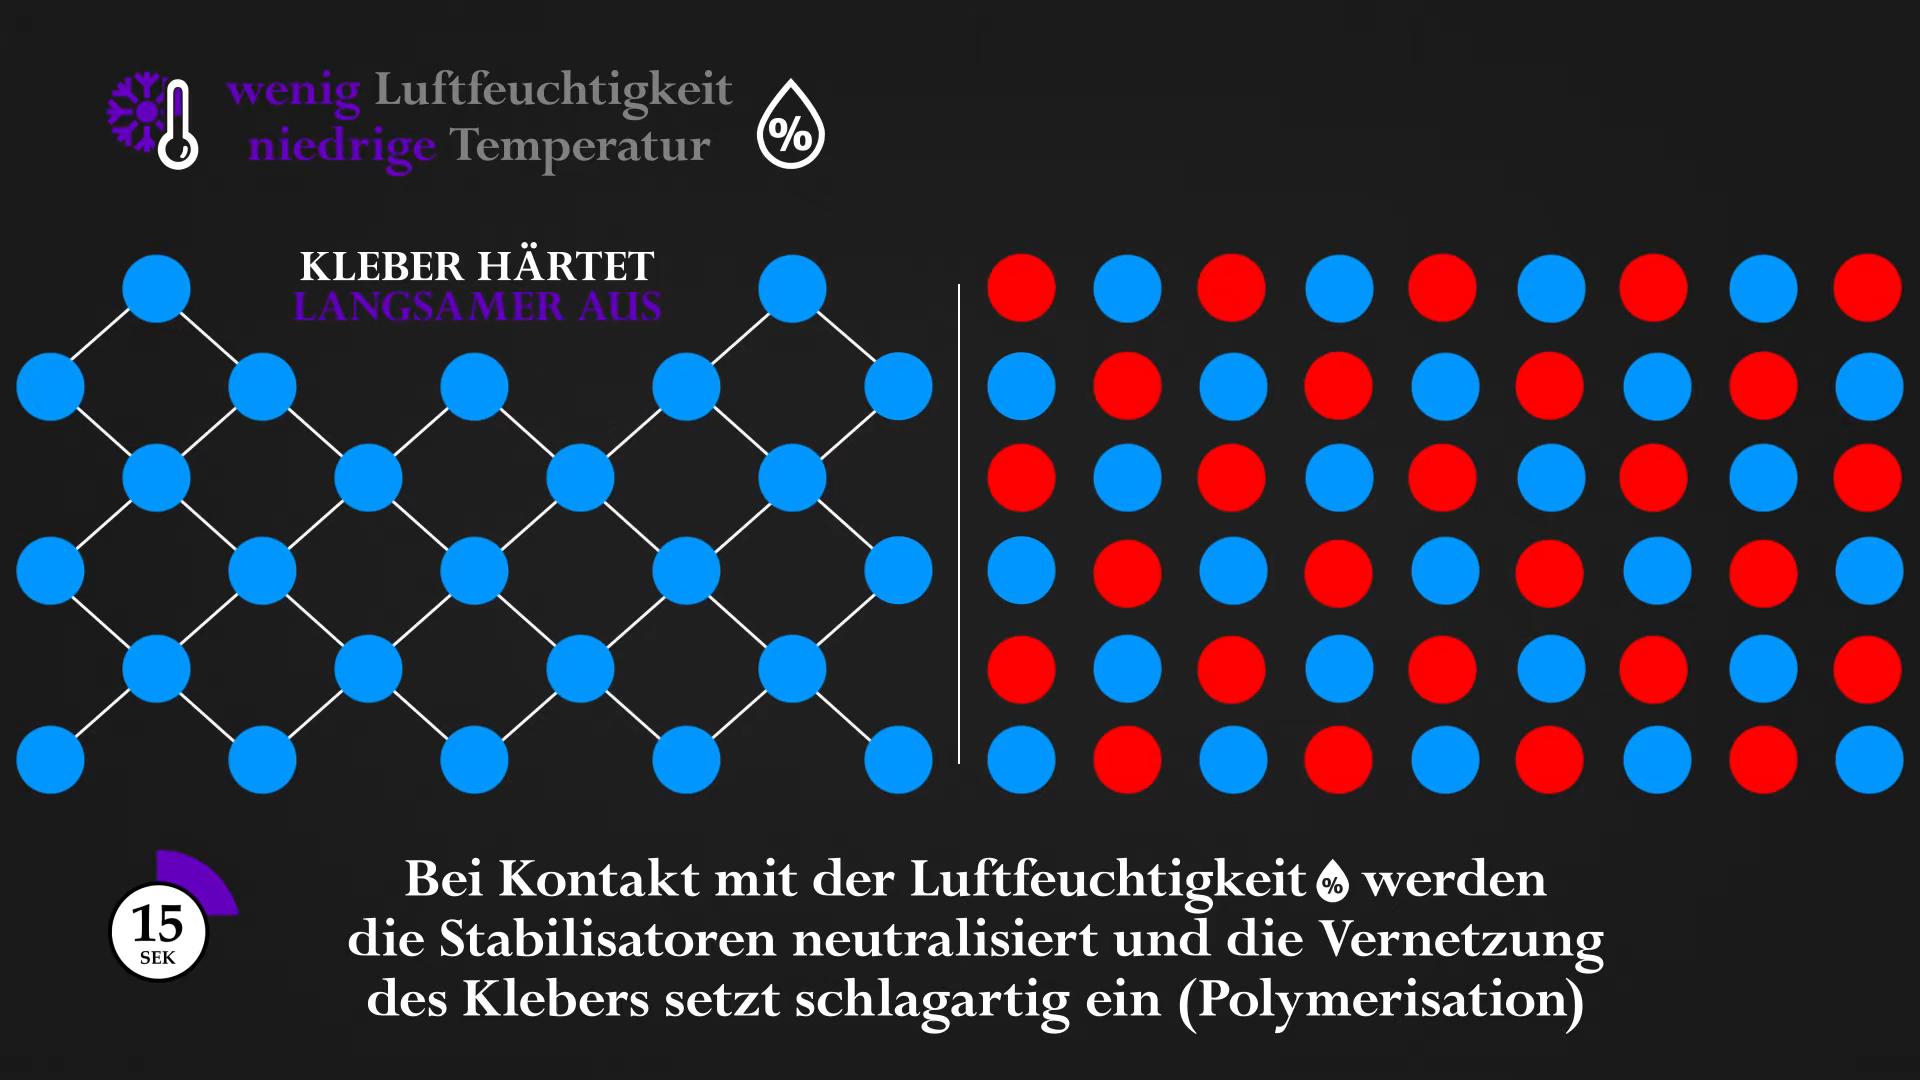 wenig Luftfeuchtigkeit
niedrige Temperatur
%
KLEBER HÄRTET
LANGSAMER AUS
15
SEK
Bei Kontakt mit der Luftfeuchtigkeit % werden
die Stabilisatoren neutralisiert und die Vernetzung
des Klebers setzt schlagartig ein (Polymerisation)